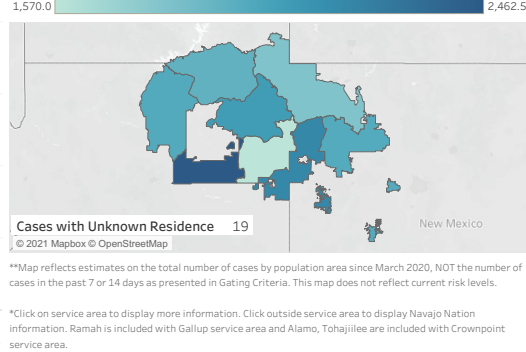 1,570.0 2,462.5
New Mexico
Cases with Unknown Residence 19
© 2021 Mapbox © OpenStreetMap
**Map reflects estimates on the total number of cases by population area since March 2020, NOT the number of
cases in the past 7 or 14 days as presented in Gating Criteria. This map does not reflect current risk levels.
*Click on service area to display more information. Click outside service area to display Navajo Nation
information. Ramah is included with Gallup service area and Alamo, Tohajiilee are included with Crownpoint
service area.